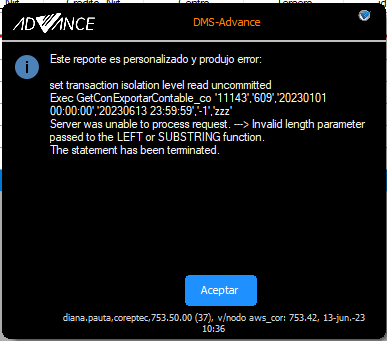 ADVANCE
DMS-Advance
Este reporte es personalizado y produjo error:
set transaction isolation level read uncommitted
Exec GetConExportarContable_co '11143','609','20230101
00:00:00','20230613 23:59:59','-1','zzz'
Server was unable to process request. ---> Invalid length parameter
passed to the LEFT or SUBSTRING function.
The statement has been terminated.
Aceptar
diana.pauta,coreptec,753.50.00 (37), v/nodo aws_cor: 753.42, 13-jun.-23
10:36